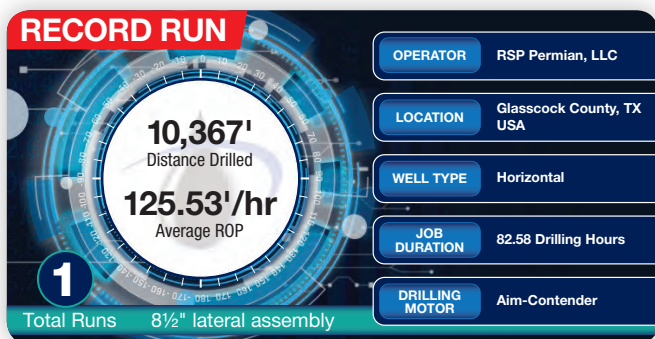 RECORD RUN
10,367'
Distance Drilled
125.53'/hr
Average ROP
1
Total Runs
8½" lateral assembly
OPERATOR
RSP Permian, LLC
LOCATION
Glasscock County, TX
USA
WELL TYPE
Horizontal
JOB
DURATION
82.58 Drilling Hours
DRILLING
MOTOR
Aim-Contender